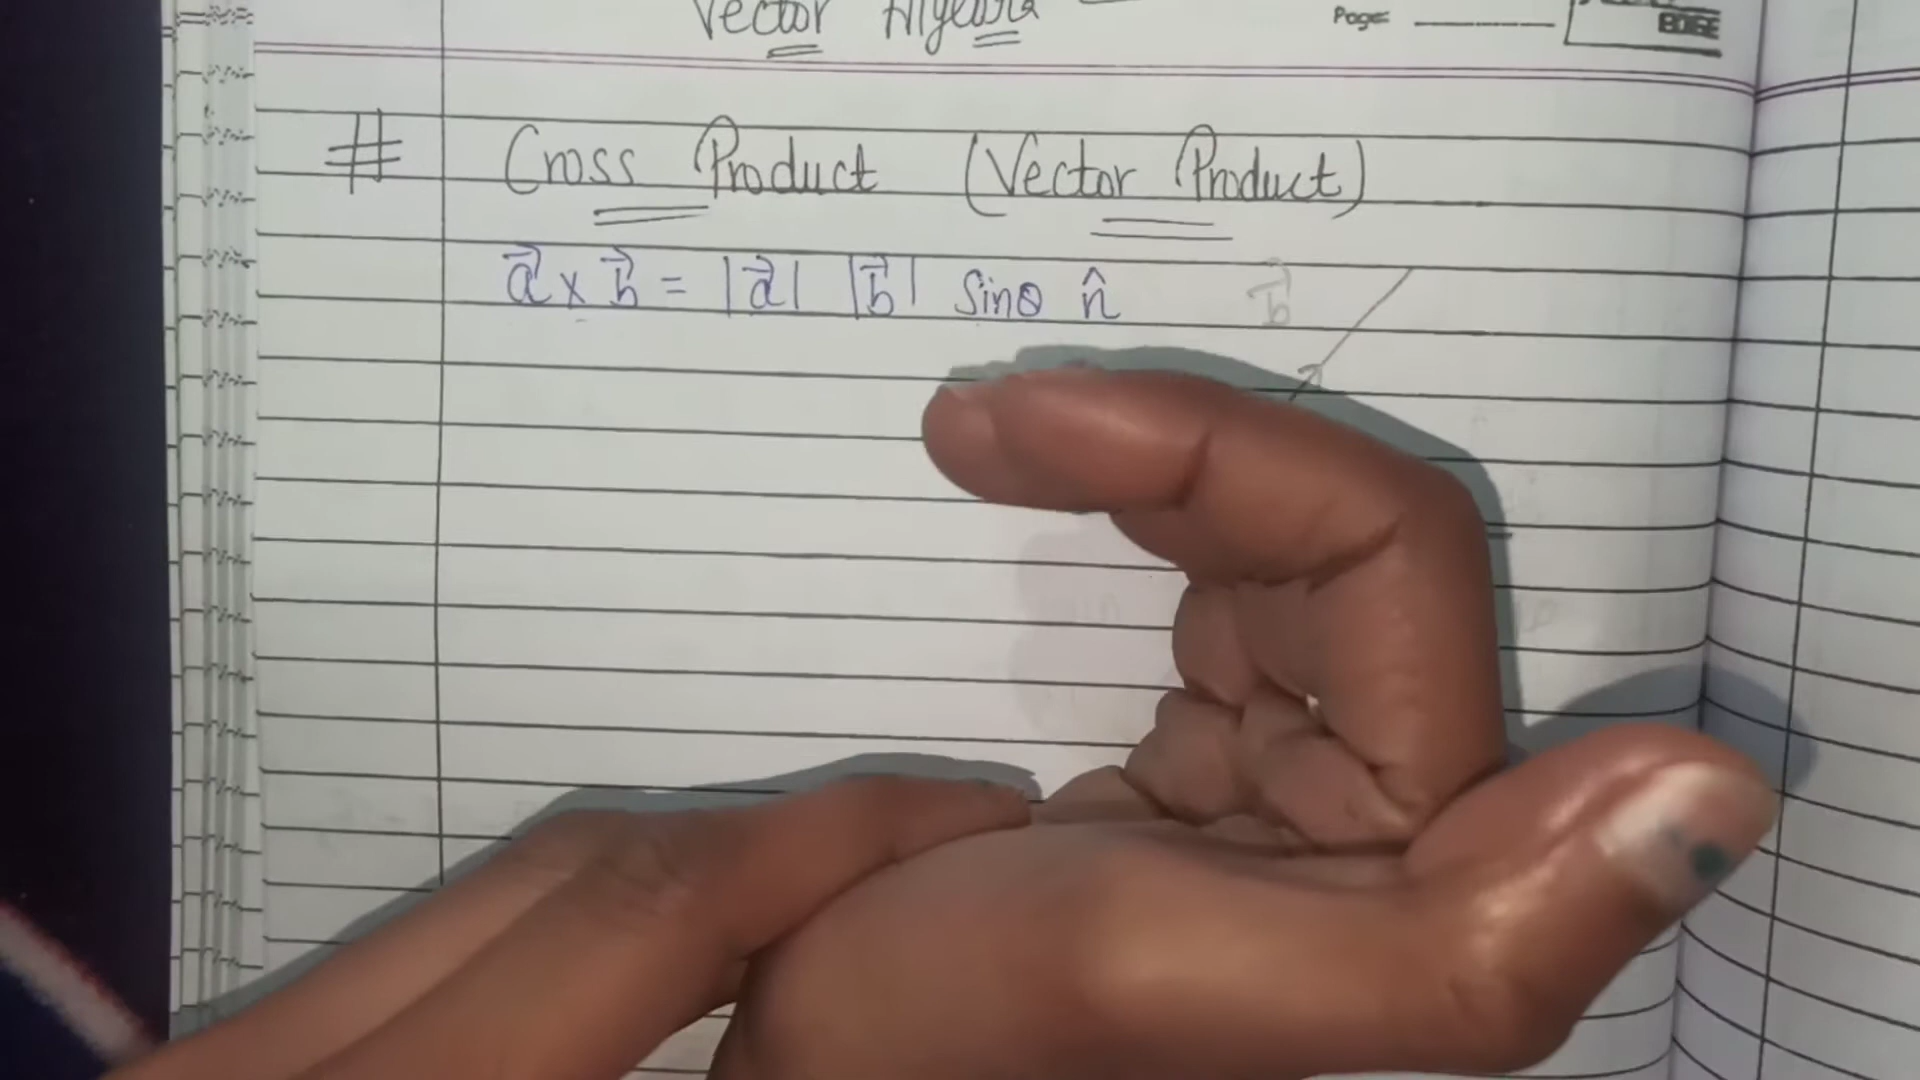 Vector Algebra
Page:
# Cross Product (Vector Product)
a⃗ x b⃗ = |a⃗| |b⃗| Sinθ n̂
b⃗